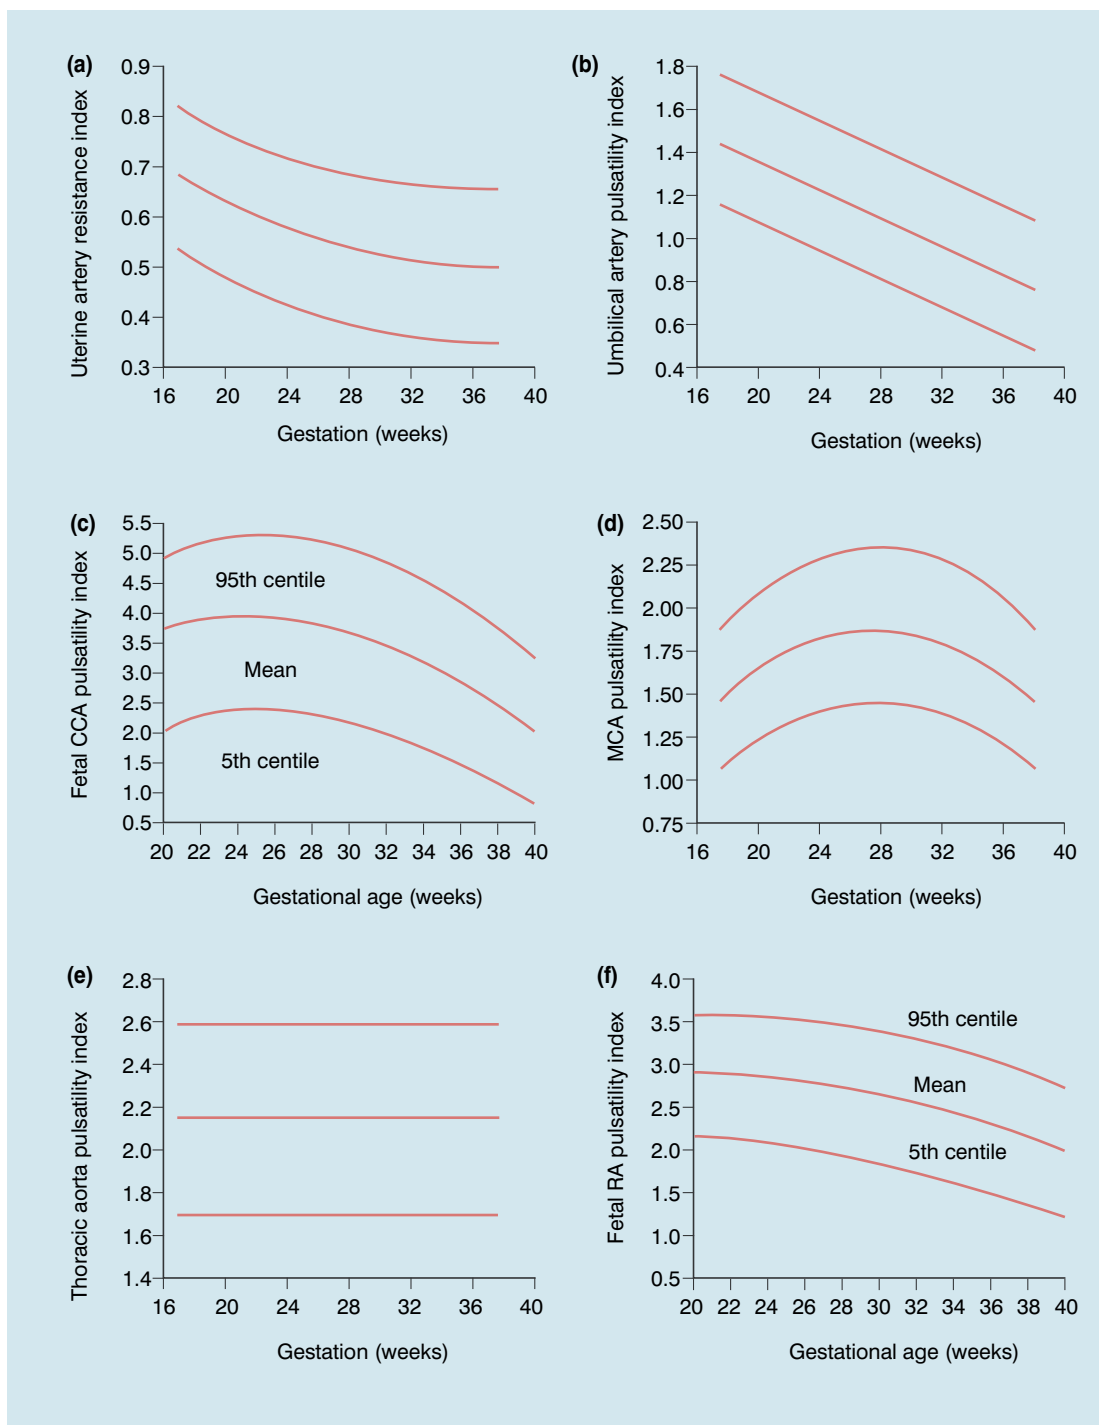 (a)
Uterine artery resistance index
0.9
0.8
0.7
0.6
0.5
0.4
0.3
16 20 24 28 32 36 40
Gestation (weeks)
(b)
Umbilical artery pulsatility index
1.8
1.6
1.4
1.2
1.0
0.8
0.6
0.4
16 20 24 28 32 36 40
Gestation (weeks)
(c)
Fetal CCA pulsatility index
5.5
5.0
4.5
4.0
3.5
3.0
2.5
2.0
1.5
1.0
0.5
95th centile
Mean
5th centile
20 22 24 26 28 30 32 34 36 38 40
Gestational age (weeks)
(d)
MCA pulsatility index
2.50
2.25
2.00
1.75
1.50
1.25
1.00
0.75
16 20 24 28 32 36 40
Gestation (weeks)
(e)
Thoracic aorta pulsatility index
2.8
2.6
2.4
2.2
2.0
1.8
1.6
1.4
16 20 24 28 32 36 40
Gestation (weeks)
(f)
Fetal RA pulsatility index
4.0
3.5
3.0
2.5
2.0
1.5
1.0
0.5
95th centile
Mean
5th centile
20 22 24 26 28 30 32 34 36 38 40
Gestational age (weeks)